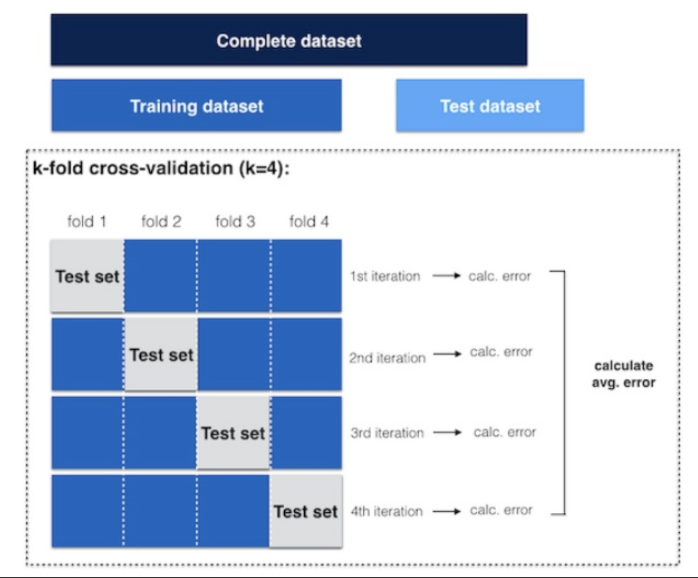 Complete dataset
Training dataset
Test dataset
k-fold cross-validation (k=4):
fold 1 fold 2 fold 3 fold 4
Test set
1st iteration calc. error
Test set
2nd iteration calc. error
calculate
avg. error
Test set
3rd iteration calc. error
Test set
4th iteration calc. error